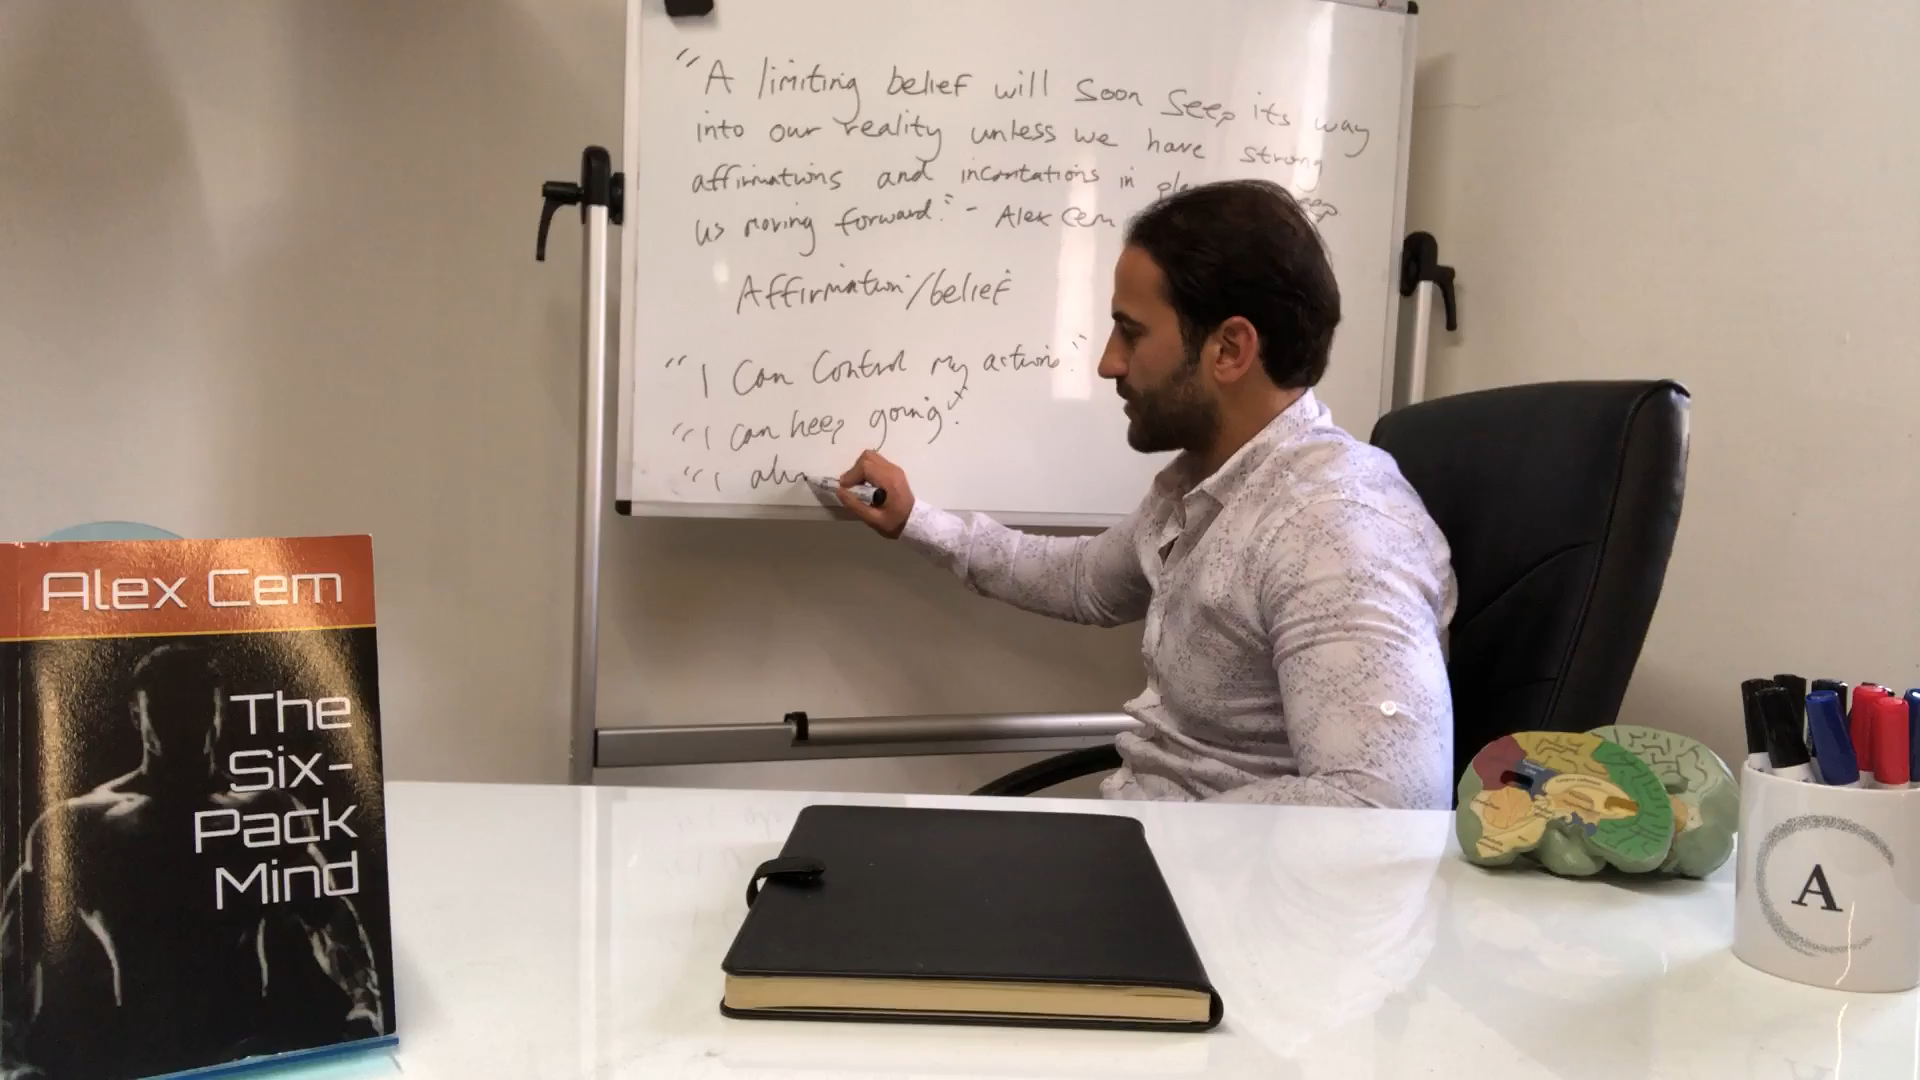 "A limiting belief will soon seep its way
into our reality unless we have strong
affirmations and incantations in
us moving forward." - Alex Cem
Affirmation/belief
"I can control my actions."
"I can keep going."
"I
Alex Cem
The
Six-
Pack
Mind
A